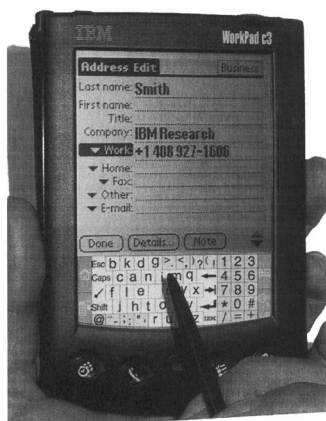 IBM
WorkPad c3
Address Edit Business
Last name: Smith
First name:
Title:
Company: IBM Research
Work: +1 408 927-1606
Home:
Fax:
Other:
E-mail:
Done Details... Note
Esc b k d g > . < , ) ? ( ! 1 2 3
Caps c a n i m q 4 5 6
f l e y x 7 8 9
Shift j h t o * 0 #
@ - : ; " , r u z / = +